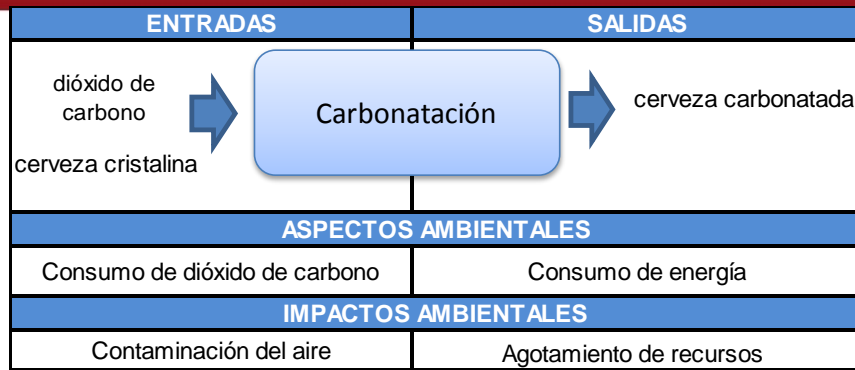 ENTRADAS
SALIDAS
dióxido de
carbono
cerveza cristalina
Carbonatación
cerveza carbonatada
ASPECTOS AMBIENTALES
Consumo de dióxido de carbono
Consumo de energía
IMPACTOS AMBIENTALES
Contaminación del aire
Agotamiento de recursos